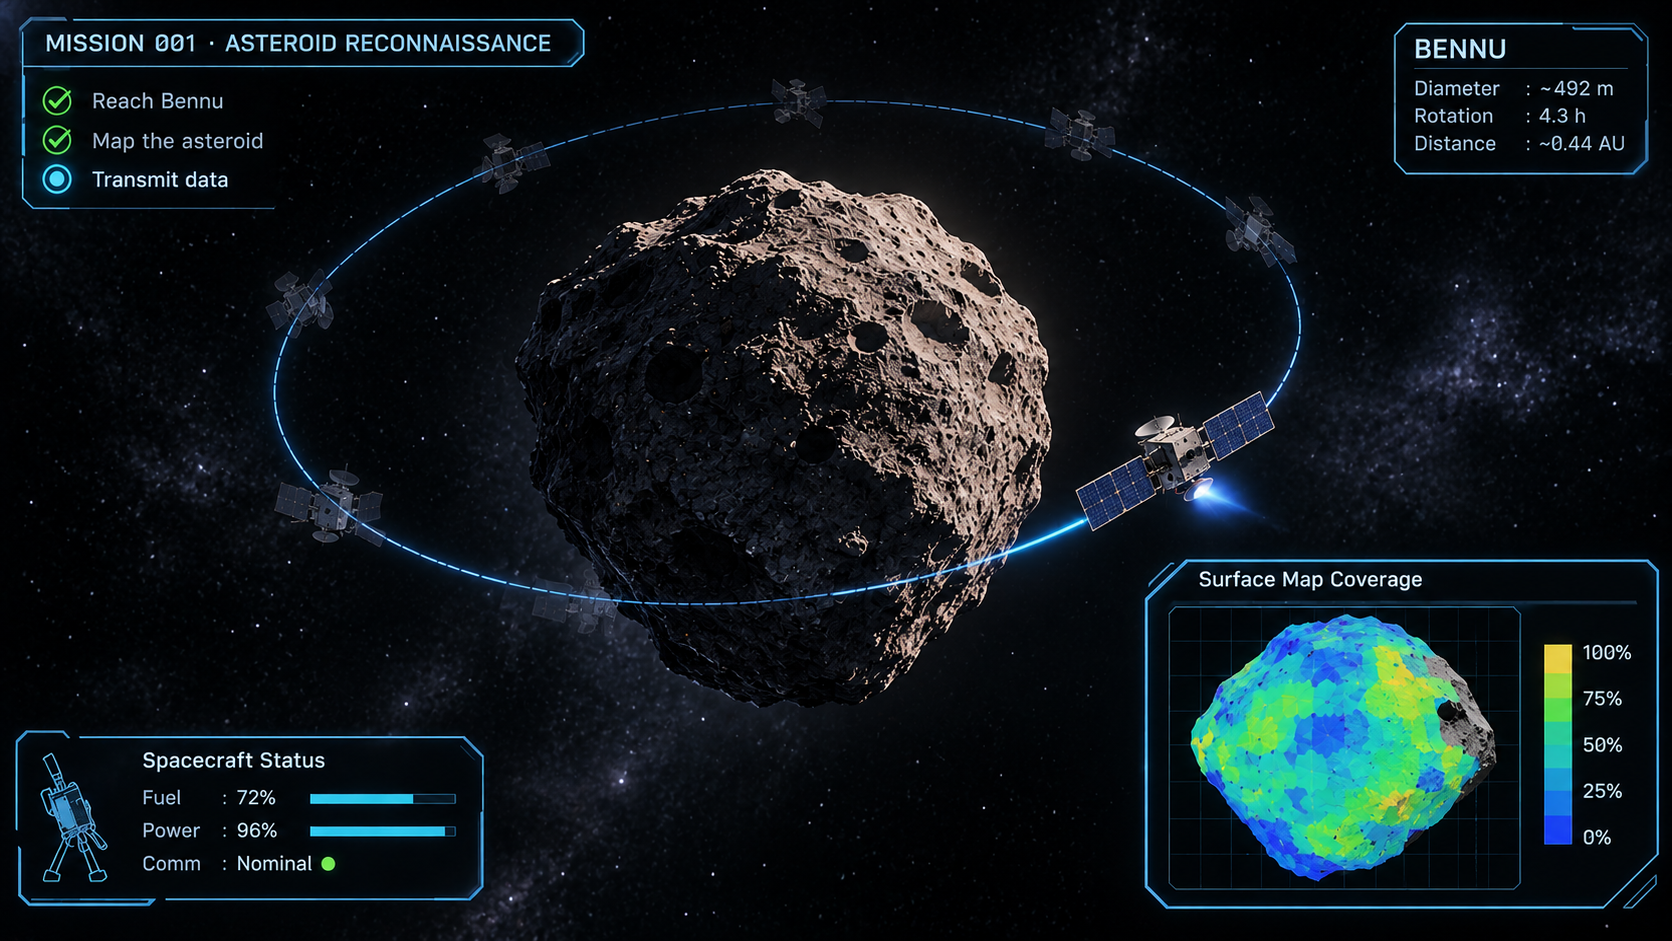 MISSION 001 · ASTEROID RECONNAISSANCE
Reach Bennu
Map the asteroid
Transmit data
BENNU
Diameter : ~492 m
Rotation : 4.3 h
Distance : ~0.44 AU
Surface Map Coverage
100%
75%
50%
25%
0%
Spacecraft Status
Fuel : 72%
Power : 96%
Comm : Nominal